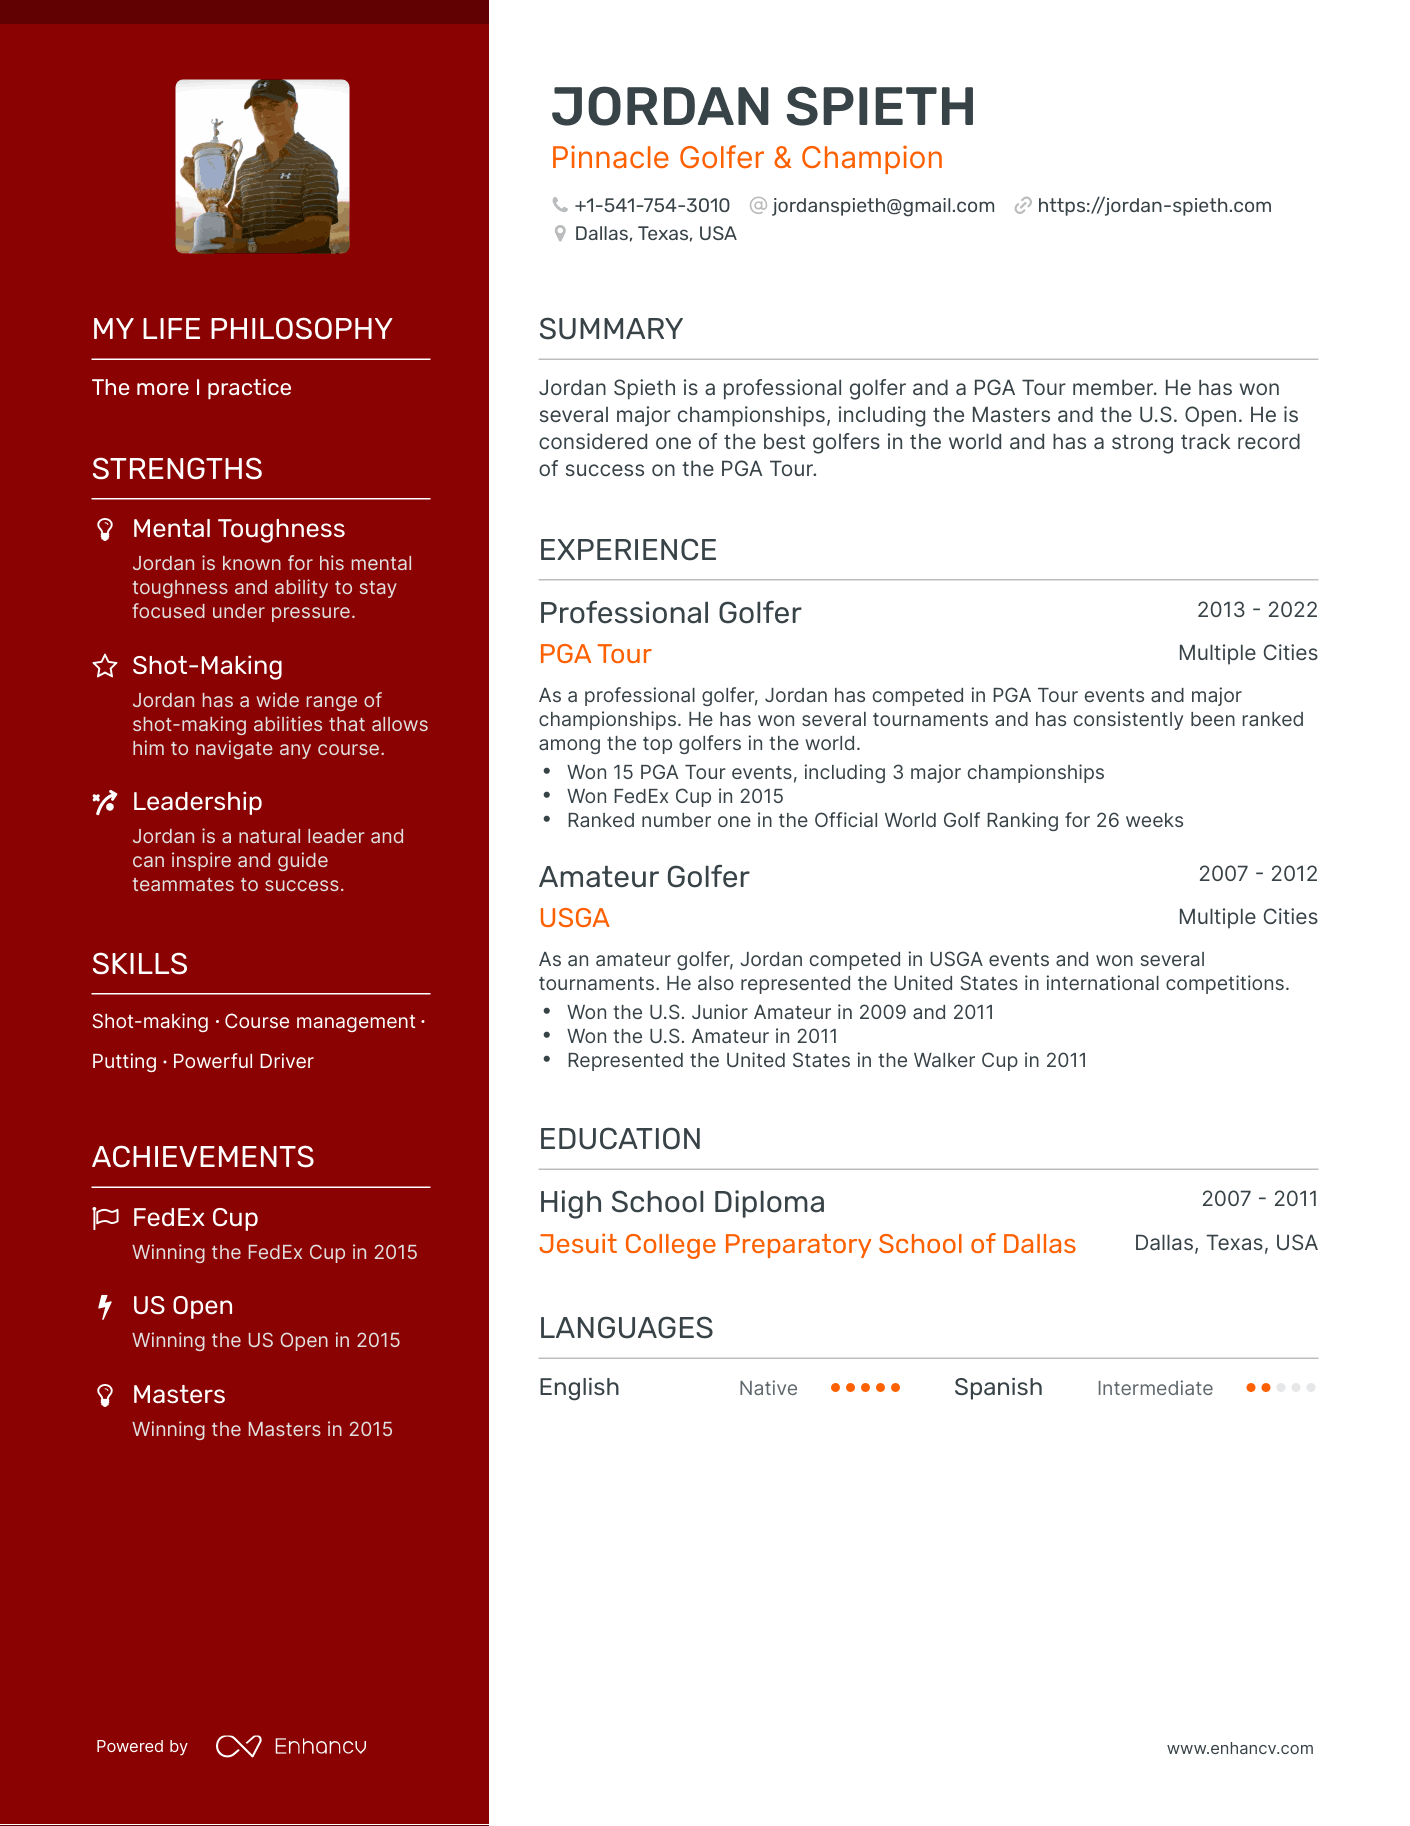 JORDAN SPIETH
Pinnacle Golfer & Champion
+1-541-754-3010 jordanspieth@gmail.com https://jordan-spieth.com
Dallas, Texas, USA
MY LIFE PHILOSOPHY
The more I practice
STRENGTHS
Mental Toughness
Jordan is known for his mental
toughness and ability to stay
focused under pressure.
Shot-Making
Jordan has a wide range of
shot-making abilities that allows
him to navigate any course.
Leadership
Jordan is a natural leader and
can inspire and guide
teammates to success.
SKILLS
Shot-making · Course management ·
Putting · Powerful Driver
ACHIEVEMENTS
FedEx Cup
Winning the FedEx Cup in 2015
US Open
Winning the US Open in 2015
Masters
Winning the Masters in 2015
SUMMARY
Jordan Spieth is a professional golfer and a PGA Tour member. He has won
several major championships, including the Masters and the U.S. Open. He is
considered one of the best golfers in the world and has a strong track record
of success on the PGA Tour.
EXPERIENCE
Professional Golfer 2013 - 2022
PGA Tour Multiple Cities
As a professional golfer, Jordan has competed in PGA Tour events and major
championships. He has won several tournaments and has consistently been ranked
among the top golfers in the world.
• Won 15 PGA Tour events, including 3 major championships
• Won FedEx Cup in 2015
• Ranked number one in the Official World Golf Ranking for 26 weeks
Amateur Golfer 2007 - 2012
USGA Multiple Cities
As an amateur golfer, Jordan competed in USGA events and won several
tournaments. He also represented the United States in international competitions.
• Won the U.S. Junior Amateur in 2009 and 2011
• Won the U.S. Amateur in 2011
• Represented the United States in the Walker Cup in 2011
EDUCATION
High School Diploma 2007 - 2011
Jesuit College Preparatory School of Dallas Dallas, Texas, USA
LANGUAGES
English Native Spanish Intermediate
Powered by Enhancv
www.enhancv.com